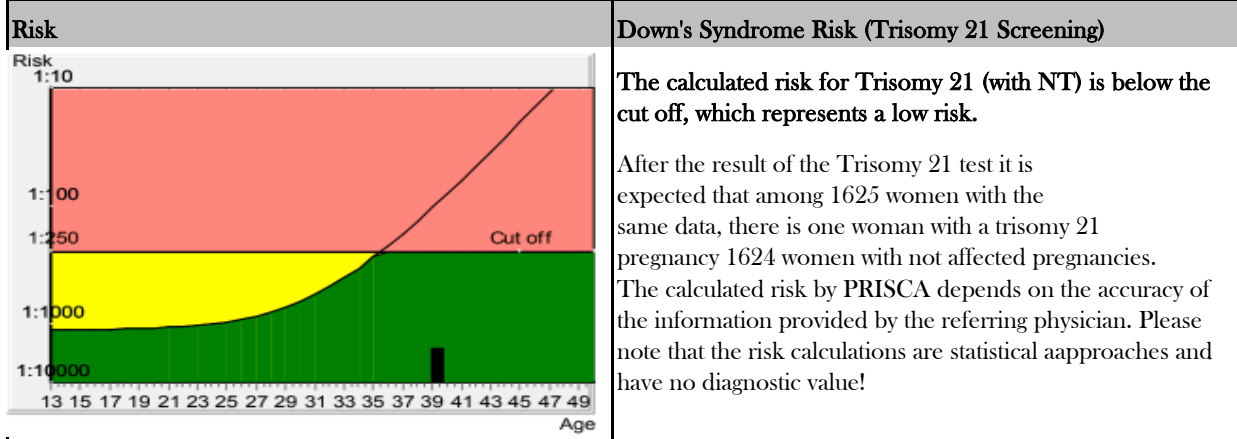 Risk
Down's Syndrome Risk (Trisomy 21 Screening)
Risk
1:10
1:100
1:250
Cut off
1:1000
1:10000
13 15 17 19 21 23 25 27 29 31 33 35 37 39 41 43 45 47 49
Age
The calculated risk for Trisomy 21 (with NT) is below the
cut off, which represents a low risk.
After the result of the Trisomy 21 test it is
expected that among 1625 women with the
same data, there is one woman with a trisomy 21
pregnancy 1624 women with not affected pregnancies.
The calculated risk by PRISCA depends on the accuracy of
the information provided by the referring physician. Please
note that the risk calculations are statistical aapproaches and
have no diagnostic value!